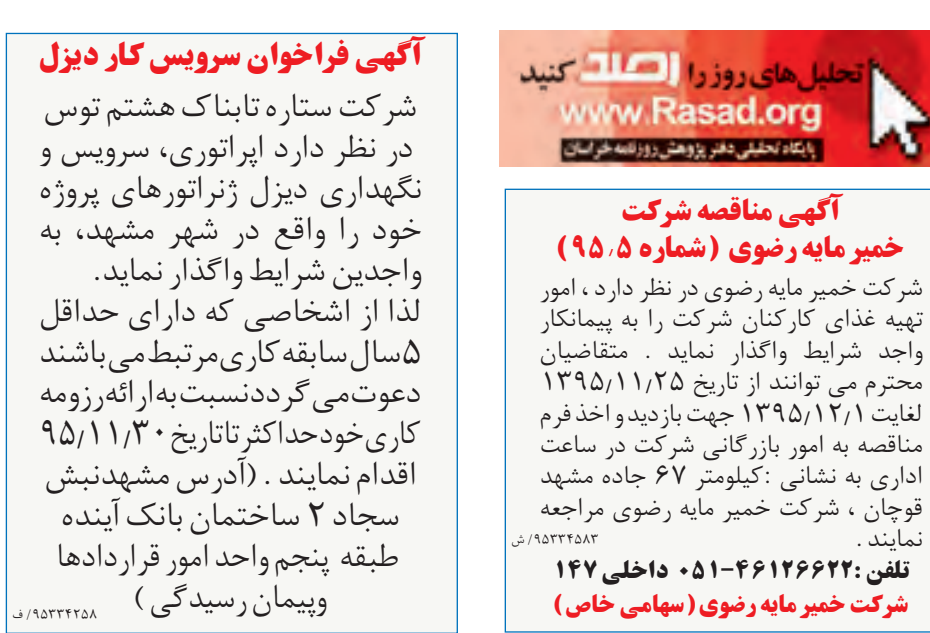 تحلیل های روز را رصد کنید
www.Rasad.org
پایگاه تحلیلی دفتر پژوهش روزنامه خراسان
آگهی مناقصه شرکت
خمیر مایه رضوی (شماره ۹۵٫۵)
شرکت خمیر مایه رضوی در نظر دارد ، امور
تهیه غذای کارکنان شرکت را به پیمانکار
واجد شرایط واگذار نماید . متقاضیان
محترم می توانند از تاریخ ۱۳۹۵/۱۱/۲۵
لغایت ۱۳۹۵/۱۲/۱ جهت بازدید و اخذ فرم
مناقصه به امور بازرگانی شرکت در ساعت
اداری به نشانی :کیلومتر ۶۷ جاده مشهد
قوچان ، شرکت خمیر مایه رضوی مراجعه
نمایند . ۹۵۳۳۴۵۸۳/ش
تلفن :۴۶۱۲۶۶۲۲-۰۵۱ داخلی ۱۴۷
شرکت خمیر مایه رضوی (سهامی خاص)
آگهی فراخوان سرویس کار دیزل
شرکت ستاره تابناک هشتم توس
در نظر دارد اپراتوری، سرویس و
نگهداری دیزل ژنراتورهای پروژه
خود را واقع در شهر مشهد، به
واجدین شرایط واگذار نماید.
لذا از اشخاصی که دارای حداقل
۵سال سابقه کاری مرتبط می باشند
دعوت می گردد نسبت به ارائه رزومه
کاری خود حداکثر تا تاریخ ۹۵/۱۱/۳۰
اقدام نمایند . (آدرس مشهد نبش
سجاد ۲ ساختمان بانک آینده
طبقه پنجم واحد امور قراردادها
وپیمان رسیدگی ) ۹۵۳۳۴۲۵۸/ف